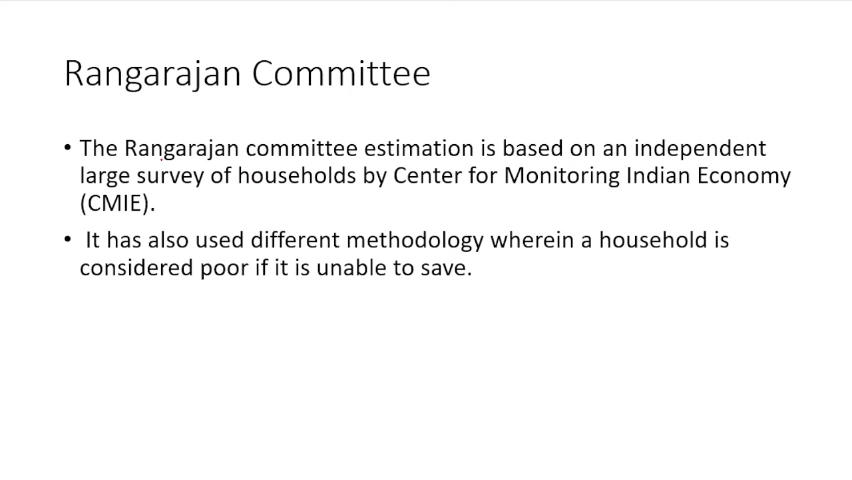 Rangarajan Committee
• The Rangarajan committee estimation is based on an independent
large survey of households by Center for Monitoring Indian Economy
(CMIE).
• It has also used different methodology wherein a household is
considered poor if it is unable to save.